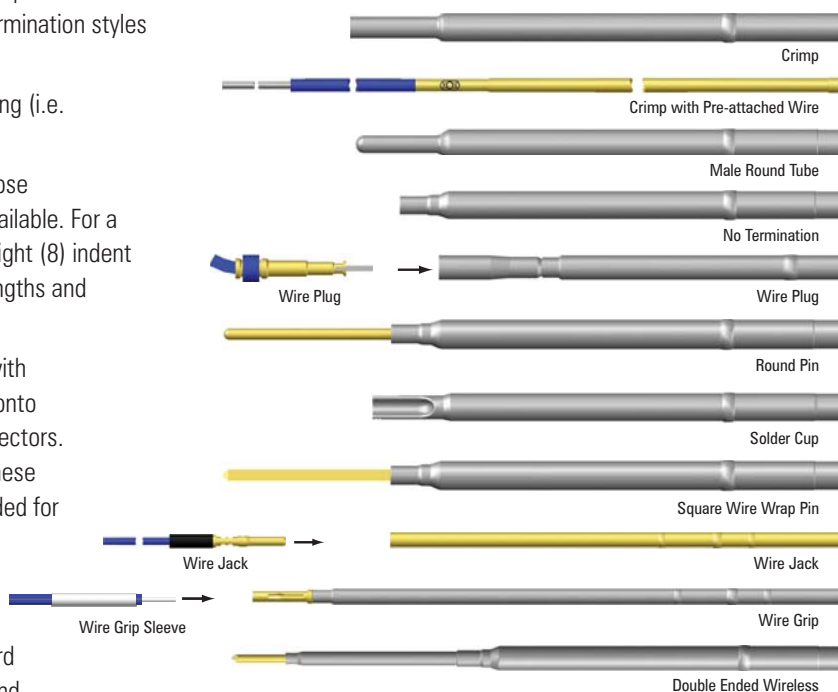 rmination styles
ng (i.e.
ose
ailable. For a
ight (8) indent
ngths and
with
onto
ectors.
hese
ded for
rd
Crimp
Crimp with Pre-attached Wire
Male Round Tube
No Termination
Wire Plug
Wire Plug
Round Pin
Solder Cup
Square Wire Wrap Pin
Wire Jack
Wire Jack
Wire Grip Sleeve
Wire Grip
Double Ended Wireless